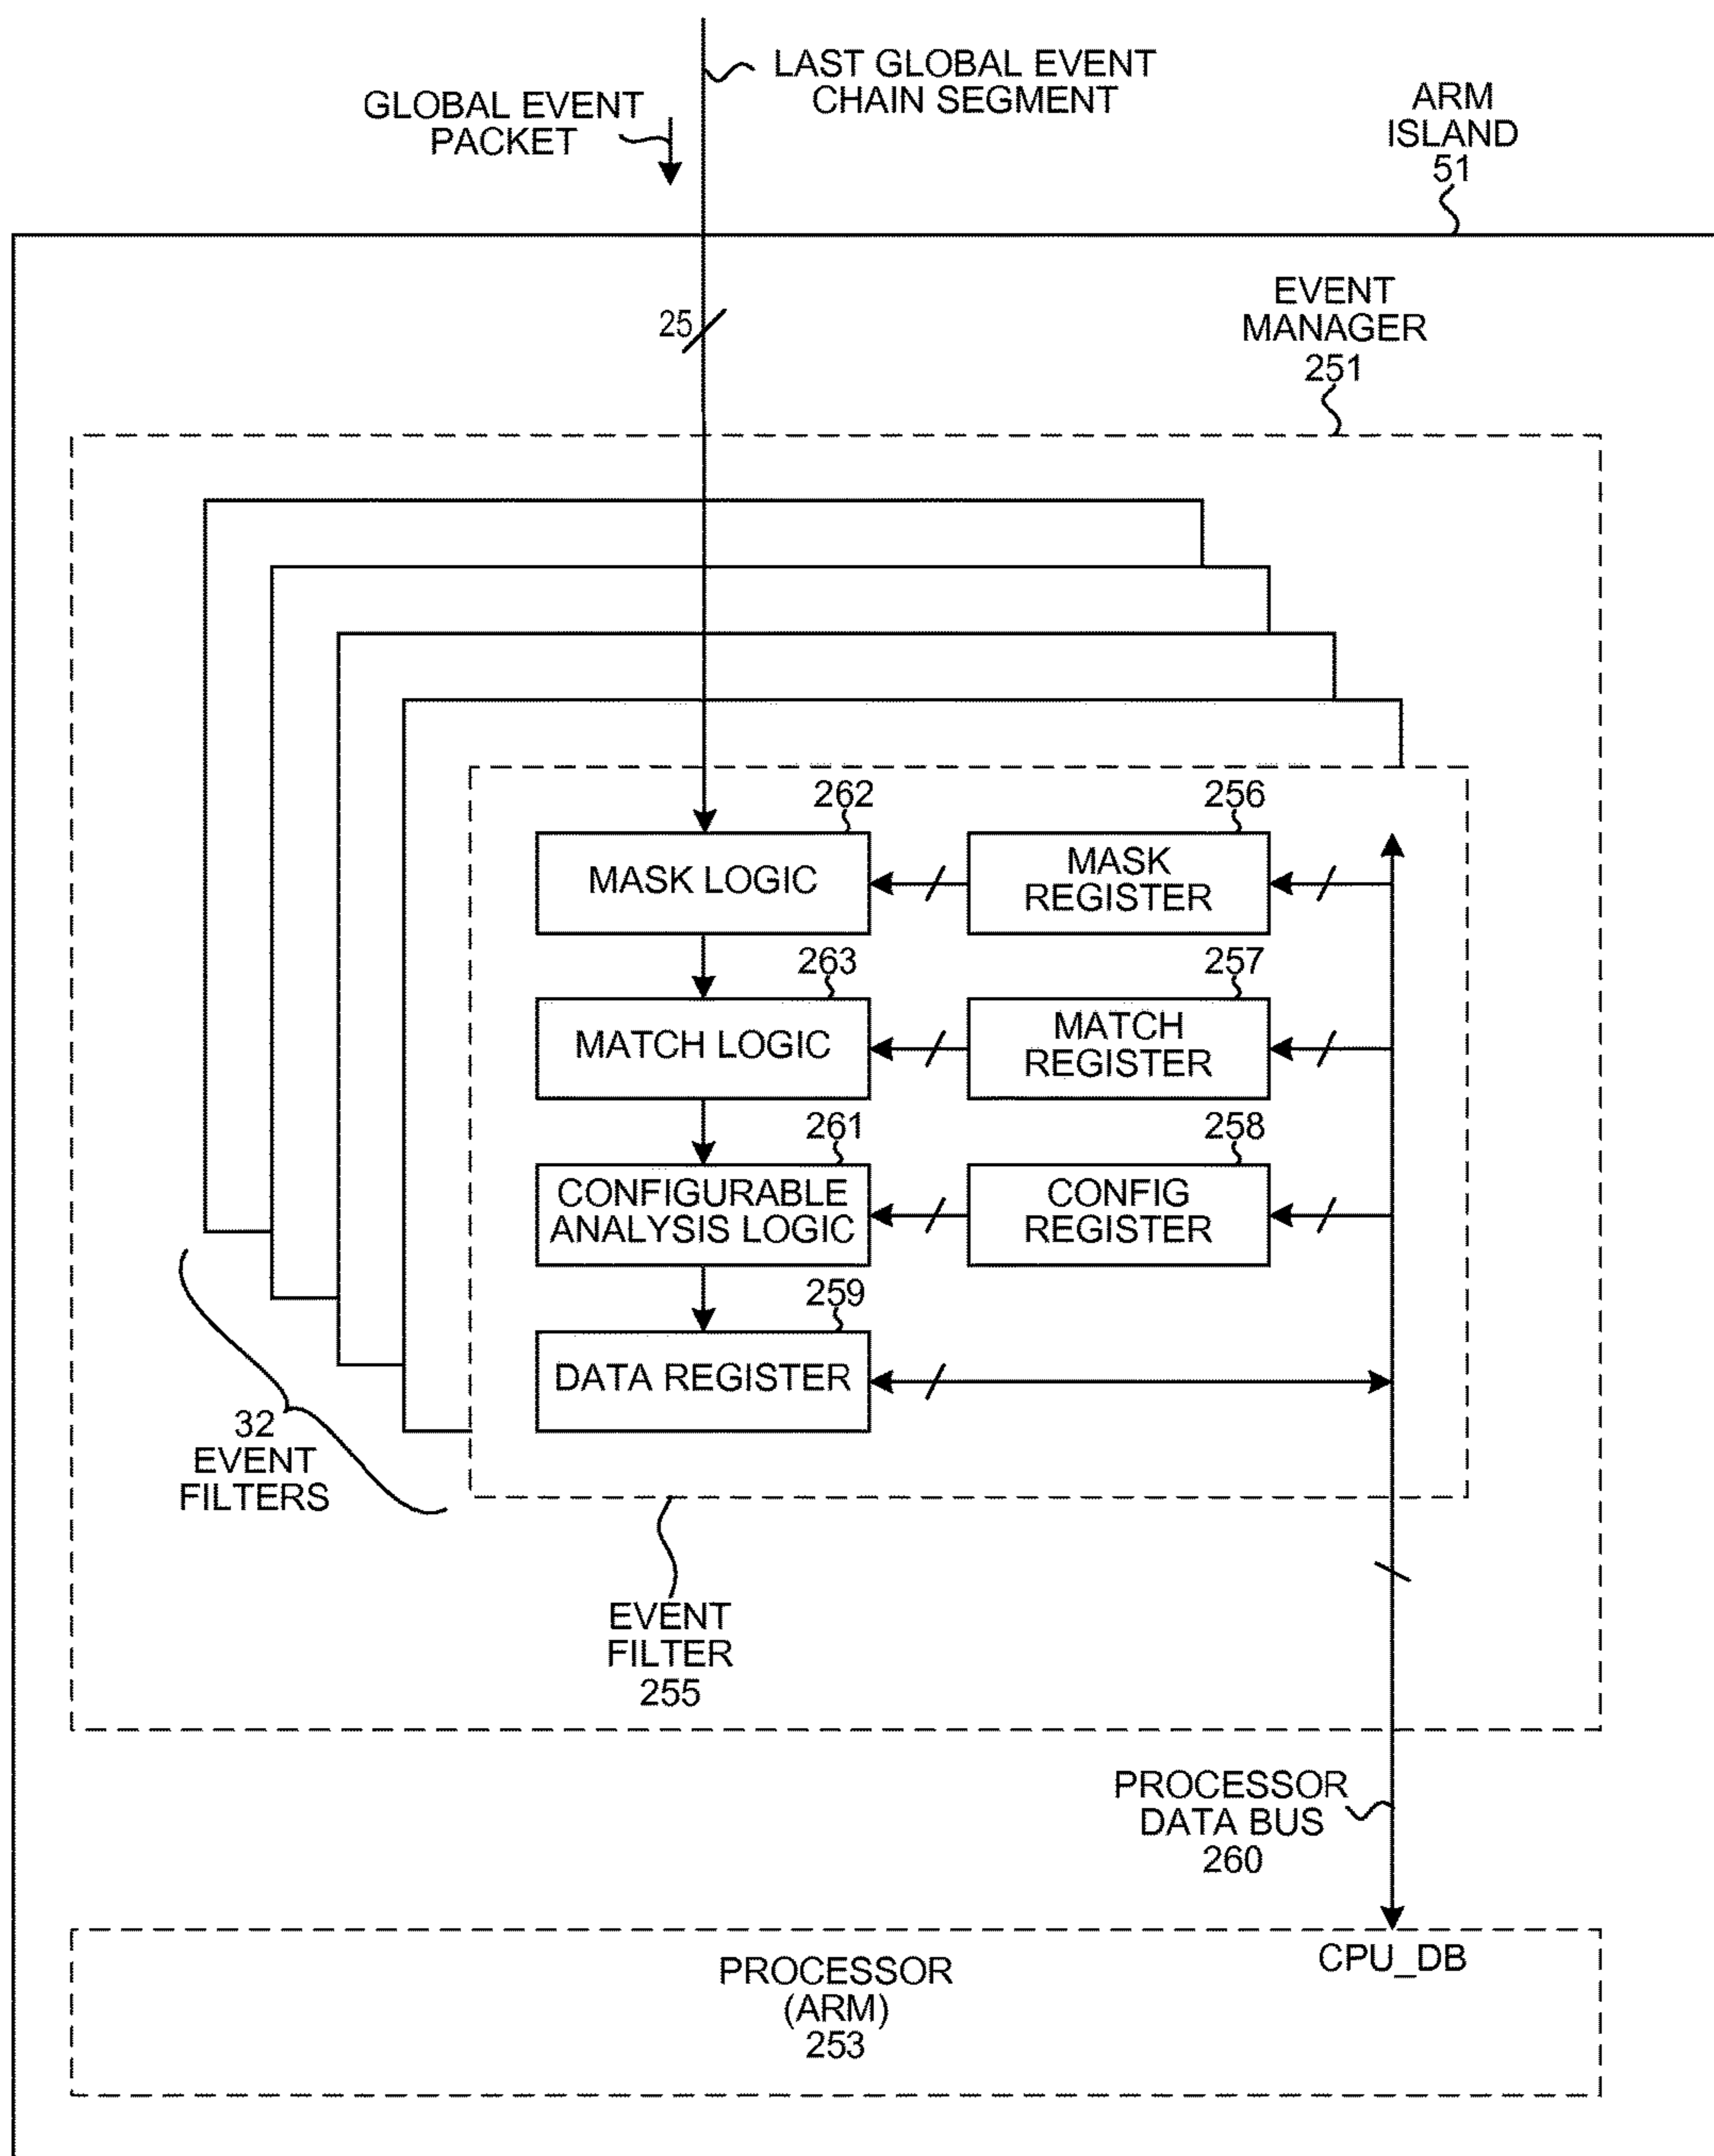 LAST GLOBAL EVENT
CHAIN SEGMENT
GLOBAL EVENT
PACKET
ARM
ISLAND
51
25
EVENT
MANAGER
251
262
256
MASK LOGIC
MASK
REGISTER
263
257
MATCH LOGIC
MATCH
REGISTER
261
258
CONFIGURABLE
ANALYSIS LOGIC
CONFIG
REGISTER
259
DATA REGISTER
32
EVENT
FILTERS
EVENT
FILTER
255
PROCESSOR
DATA BUS
260
CPU_DB
PROCESSOR
(ARM)
253